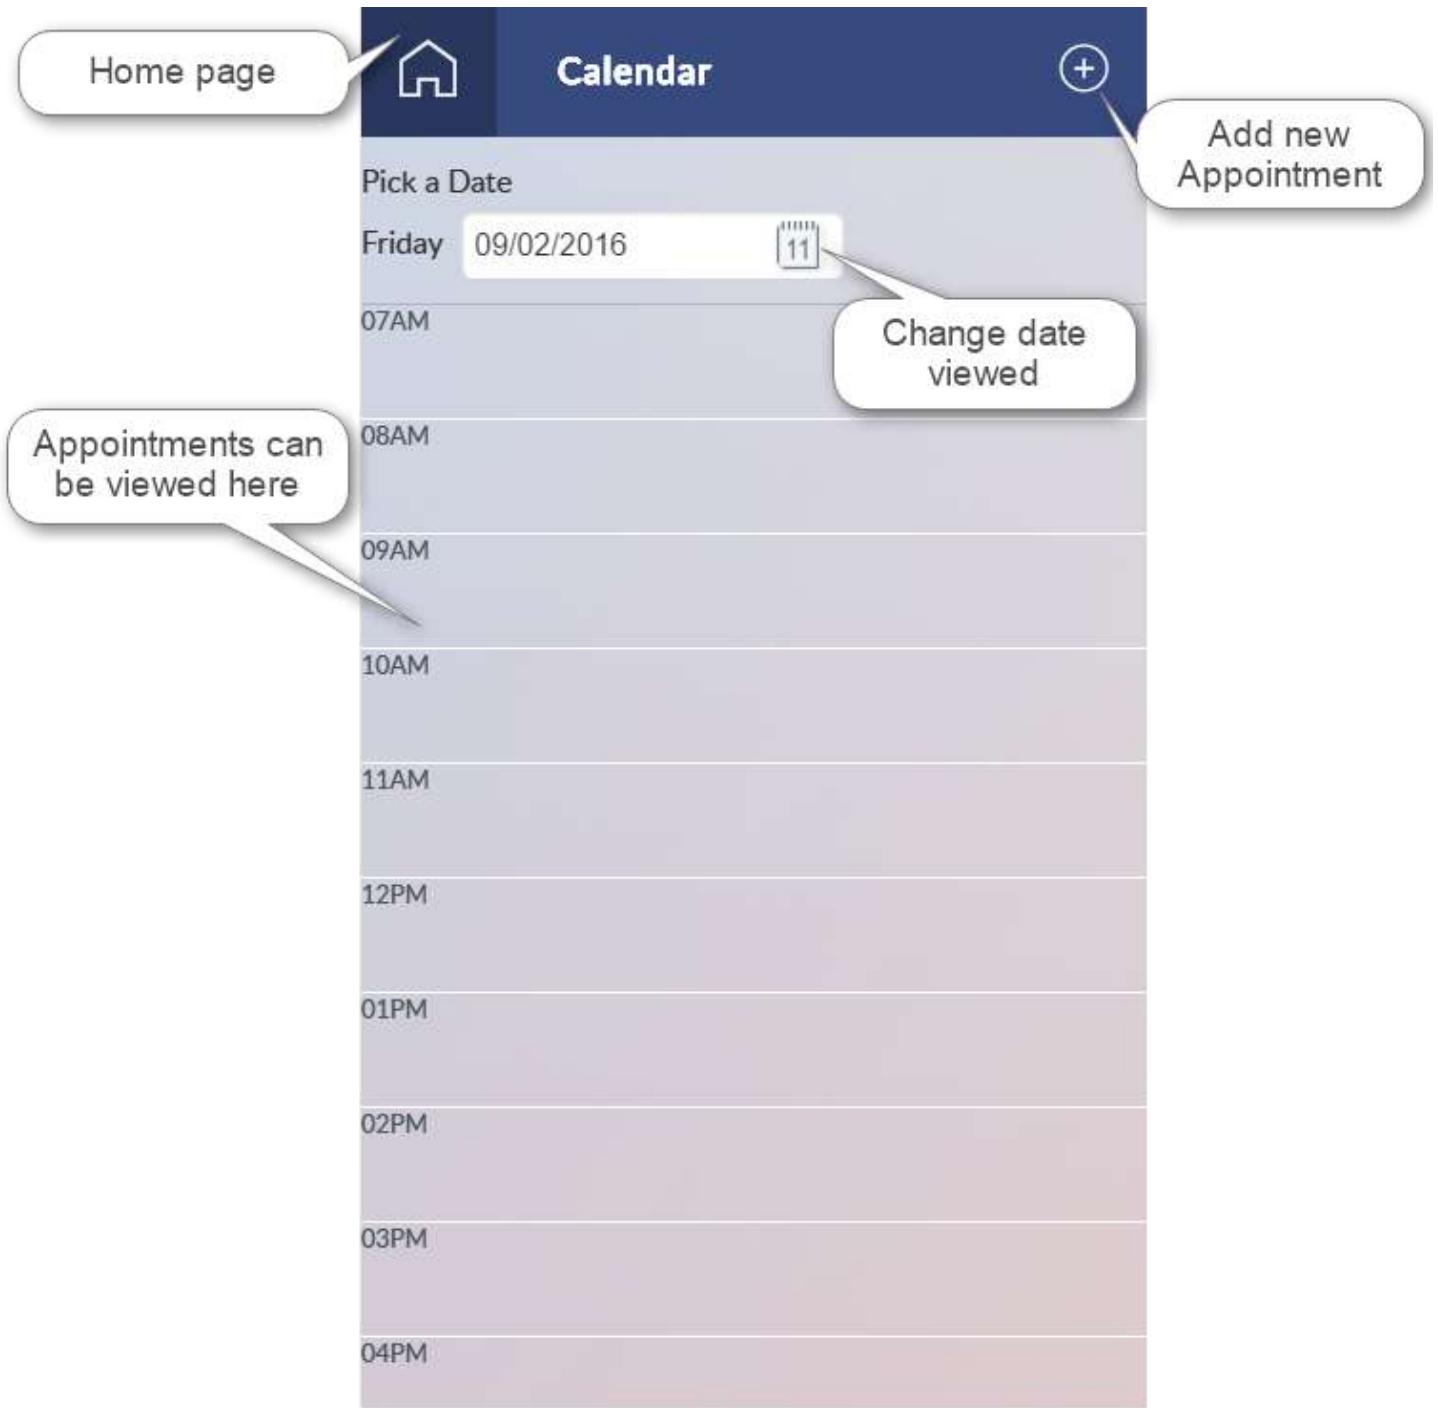 Home page
Calendar
Add new
Appointment
Pick a Date
Friday 09/02/2016 11
Change date
viewed
07AM
Appointments can
be viewed here
08AM
09AM
10AM
11AM
12PM
01PM
02PM
03PM
04PM